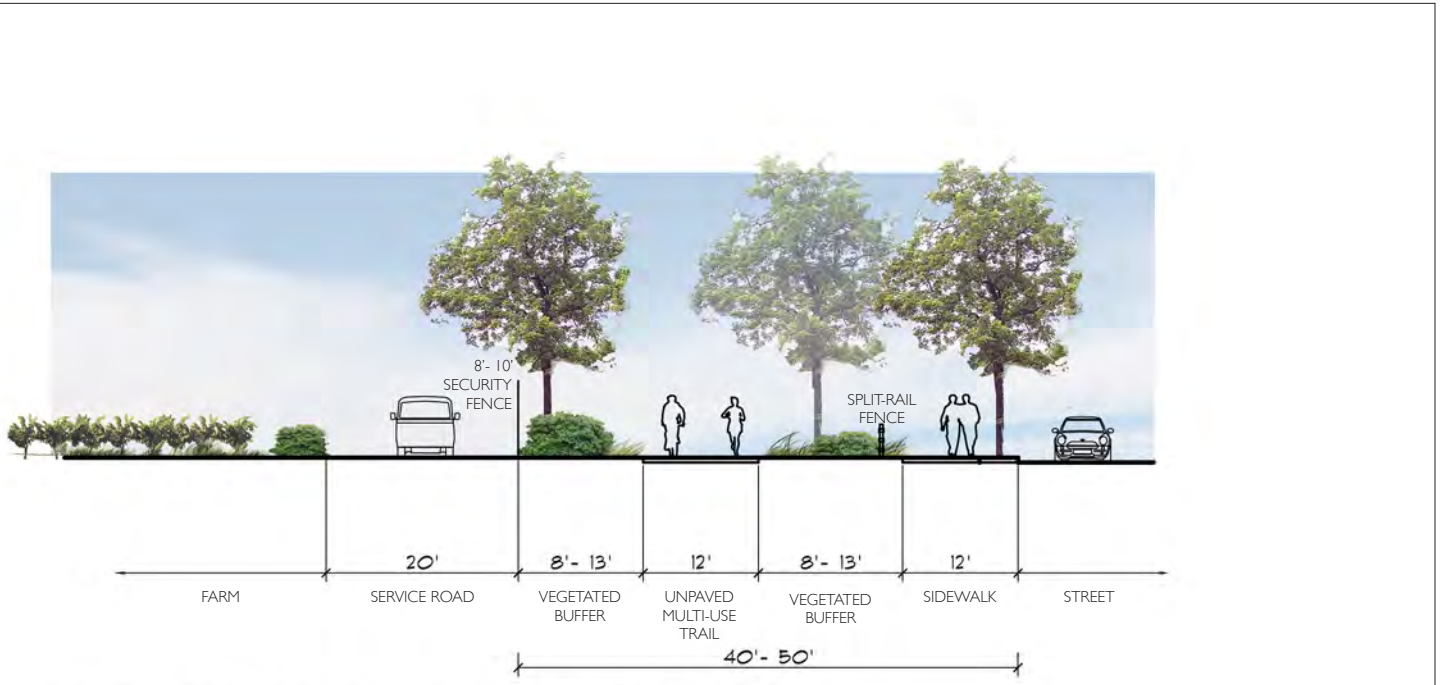 8'- 10'
SECURITY
FENCE
SPLIT-RAIL
FENCE
20'
8'- 13'
12'
8'- 13'
12'
FARM
SERVICE ROAD
VEGETATED
BUFFER
UNPAVED
MULTI-USE
TRAIL
VEGETATED
BUFFER
SIDEWALK
STREET
40'- 50'